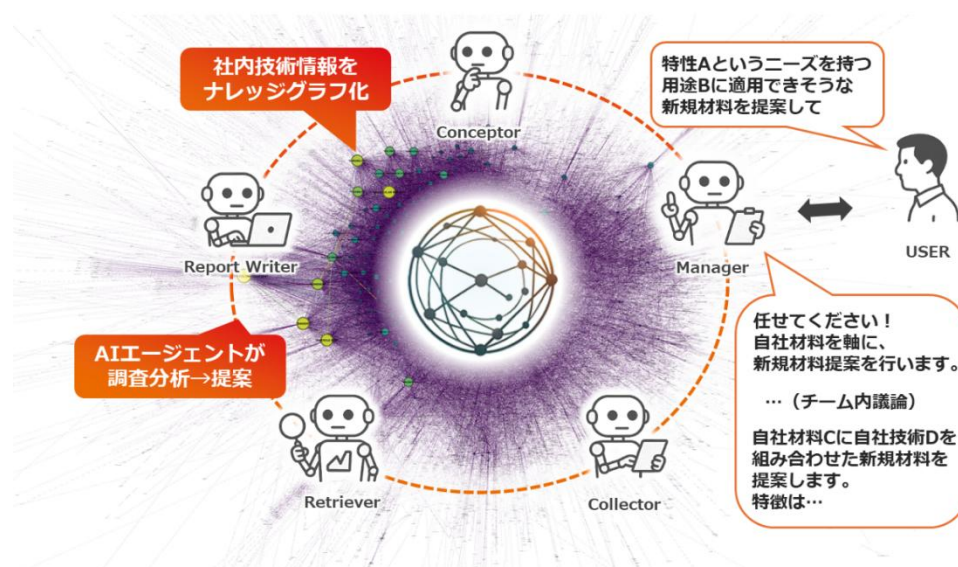 社内技術情報を
ナレッジグラフ化
Conceptor
特性Aというニーズを持つ
用途Bに適用できそうな
新規材料を提案して
Report Writer
Manager
USER
AIエージェントが
調査分析→提案
任せてください！
自社材料を軸に、
新規材料提案を行います。
…（チーム内議論）
自社材料Cに自社技術Dを
組み合わせた新規材料を
提案します。
特徴は…
Retriever
Collector